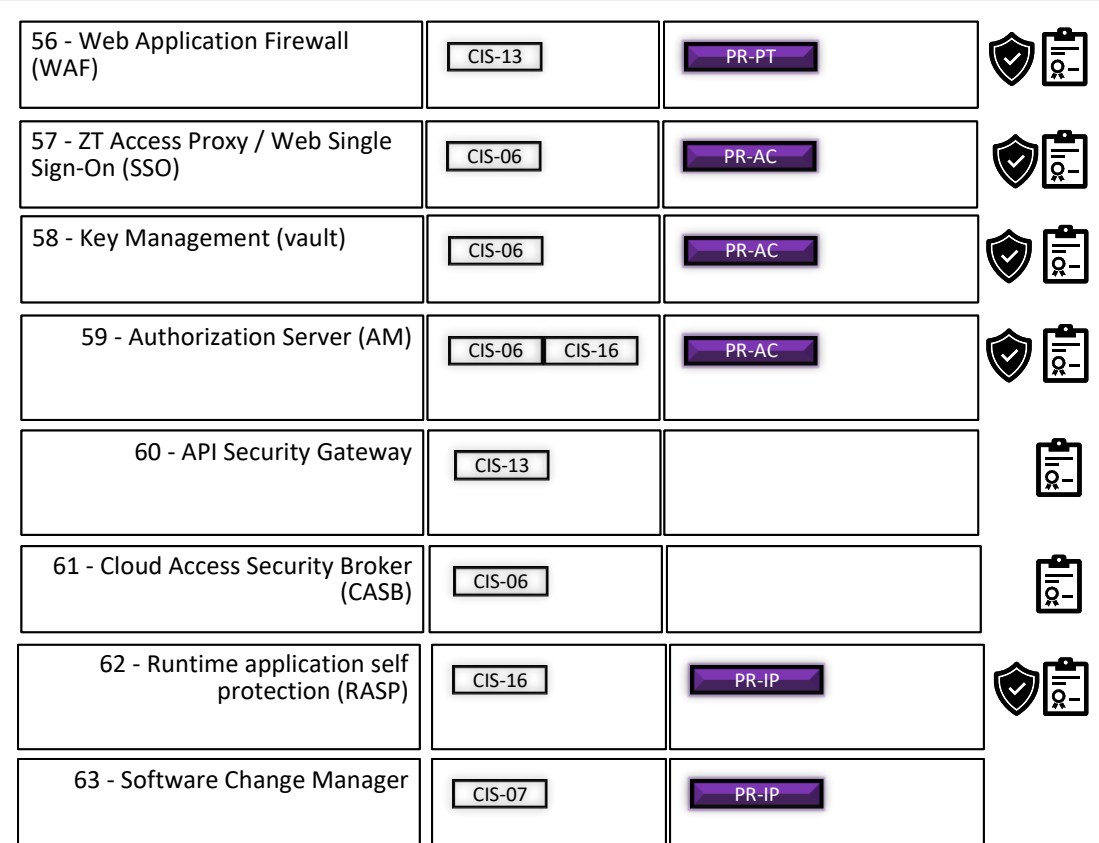 56 - Web Application Firewall
(WAF)
CIS-13
PR-PT
57 - ZT Access Proxy / Web Single
Sign-On (SSO)
CIS-06
PR-AC
58 - Key Management (vault)
CIS-06
PR-AC
59 - Authorization Server (AM)
CIS-06 CIS-16
PR-AC
60 - API Security Gateway
CIS-13
61 - Cloud Access Security Broker
(CASB)
CIS-06
62 - Runtime application self
protection (RASP)
CIS-16
PR-IP
63 - Software Change Manager
CIS-07
PR-IP